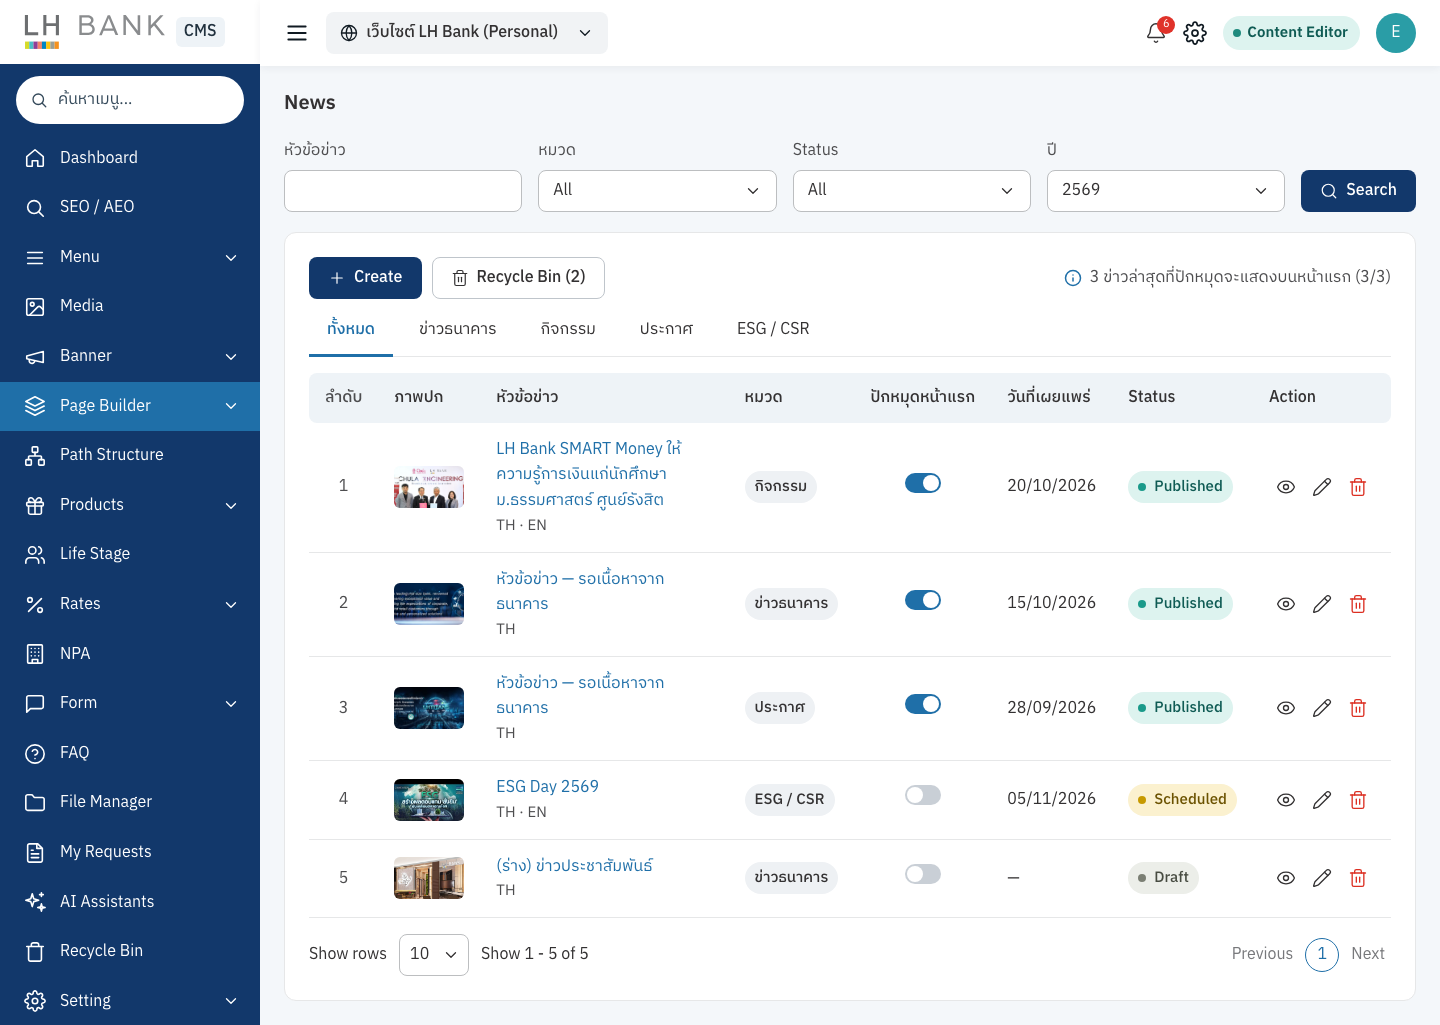 LH BANK CMS
เว็บไซต์ LH Bank (Personal)
6
Content Editor
E
ค้นหาเมนู...
Dashboard
SEO / AEO
Menu
Media
Banner
Page Builder
Path Structure
Products
Life Stage
Rates
NPA
Form
FAQ
File Manager
My Requests
AI Assistants
Recycle Bin
Setting
News
หัวข้อข่าว หมวด Status ปี
All All 2569 Search
Create Recycle Bin (2) 3 ข่าวล่าสุดที่ปักหมุดจะแสดงบนหน้าแรก (3/3)
ทั้งหมด ข่าวธนาคาร กิจกรรม ประกาศ ESG / CSR
ลำดับ ภาพปก หัวข้อข่าว หมวด ปักหมุดหน้าแรก วันที่เผยแพร่ Status Action
LH Bank SMART Money ให้
ความรู้การเงินแก่นักศึกษา
ม.ธรรมศาสตร์ ศูนย์รังสิต
TH · EN
1 กิจกรรม 20/10/2026 Published
หัวข้อข่าว — รอเนื้อหาจาก
ธนาคาร
TH
2 ข่าวธนาคาร 15/10/2026 Published
หัวข้อข่าว — รอเนื้อหาจาก
ธนาคาร
TH
3 ประกาศ 28/09/2026 Published
ESG Day 2569
TH · EN
4 ESG / CSR 05/11/2026 Scheduled
(ร่าง) ข่าวประชาสัมพันธ์
TH
5 ข่าวธนาคาร — Draft
Show rows 10 Show 1 - 5 of 5 Previous 1 Next